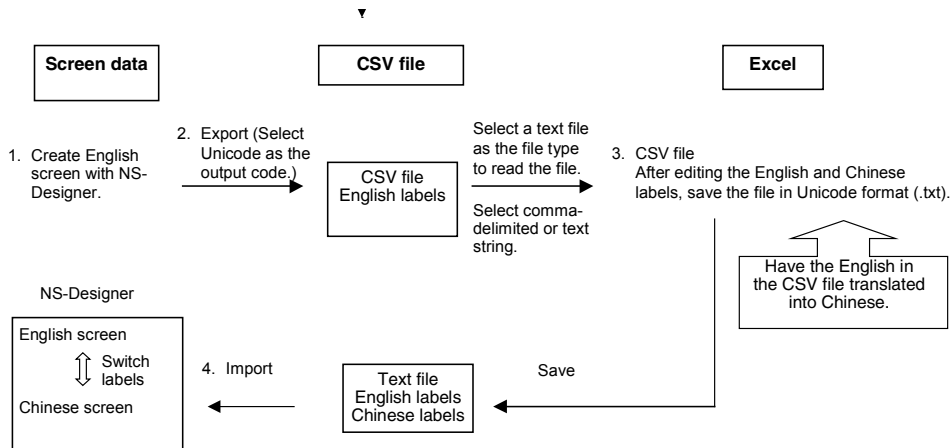 Screen data
CSV file
Excel
1. Create English
screen with NS-
Designer.
2. Export (Select
Unicode as the
output code.)
CSV file
English labels
Select a text file
as the file type
to read the file.
Select comma-
delimited or text
string.
3. CSV file
After editing the English and Chinese
labels, save the file in Unicode format (.txt).
Have the English in
the CSV file translated
into Chinese.
NS-Designer
English screen
Switch
labels
Chinese screen
4. Import
Text file
English labels
Chinese labels
Save